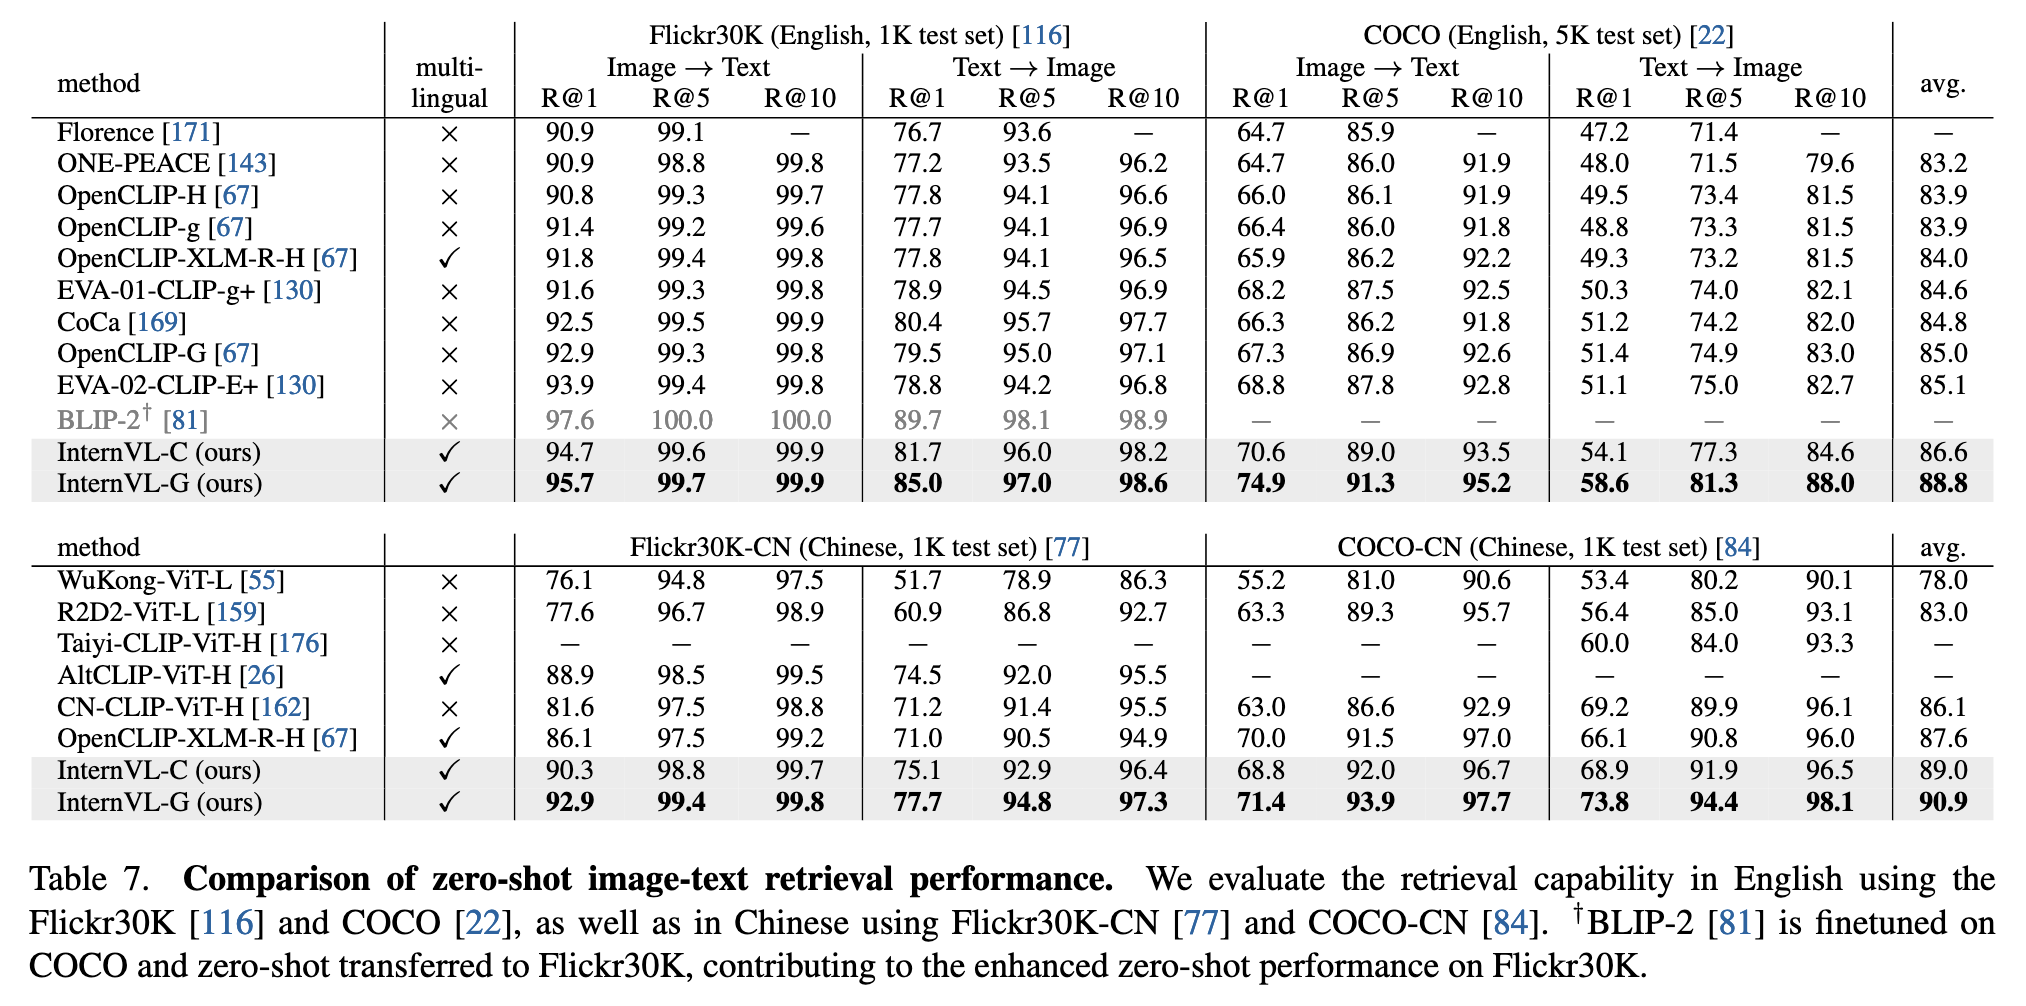 Flickr30K (English, 1K test set) [116] COCO (English, 5K test set) [22]
method multi-lingual Image → Text Text → Image Image → Text Text → Image avg.
R@1 R@5 R@10 R@1 R@5 R@10 R@1 R@5 R@10 R@1 R@5 R@10
Florence [171] × 90.9 99.1 — 76.7 93.6 — 64.7 85.9 — 47.2 71.4 — —
ONE-PEACE [143] × 90.9 98.8 99.8 77.2 93.5 96.2 64.7 86.0 91.9 48.0 71.5 79.6 83.2
OpenCLIP-H [67] × 90.8 99.3 99.7 77.8 94.1 96.6 66.0 86.1 91.9 49.5 73.4 81.5 83.9
OpenCLIP-g [67] × 91.4 99.2 99.6 77.7 94.1 96.9 66.4 86.0 91.8 48.8 73.3 81.5 83.9
OpenCLIP-XLM-R-H [67] ✓ 91.8 99.4 99.8 77.8 94.1 96.5 65.9 86.2 92.2 49.3 73.2 81.5 84.0
EVA-01-CLIP-g+ [130] × 91.6 99.3 99.8 78.9 94.5 96.9 68.2 87.5 92.5 50.3 74.0 82.1 84.6
CoCa [169] × 92.5 99.5 99.9 80.4 95.7 97.7 66.3 86.2 91.8 51.2 74.2 82.0 84.8
OpenCLIP-G [67] × 92.9 99.3 99.8 79.5 95.0 97.1 67.3 86.9 92.6 51.4 74.9 83.0 85.0
EVA-02-CLIP-E+ [130] × 93.9 99.4 99.8 78.8 94.2 96.8 68.8 87.8 92.8 51.1 75.0 82.7 85.1
BLIP-2† [81] × 97.6 100.0 100.0 89.7 98.1 98.9 — — — — — — —
InternVL-C (ours) ✓ 94.7 99.6 99.9 81.7 96.0 98.2 70.6 89.0 93.5 54.1 77.3 84.6 86.6
InternVL-G (ours) ✓ 95.7 99.7 99.9 85.0 97.0 98.6 74.9 91.3 95.2 58.6 81.3 88.0 88.8
method Flickr30K-CN (Chinese, 1K test set) [77] COCO-CN (Chinese, 1K test set) [84] avg.
WuKong-ViT-L [55] × 76.1 94.8 97.5 51.7 78.9 86.3 55.2 81.0 90.6 53.4 80.2 90.1 78.0
R2D2-ViT-L [159] × 77.6 96.7 98.9 60.9 86.8 92.7 63.3 89.3 95.7 56.4 85.0 93.1 83.0
Taiyi-CLIP-ViT-H [176] × — — — — — — — — — 60.0 84.0 93.3 —
AltCLIP-ViT-H [26] ✓ 88.9 98.5 99.5 74.5 92.0 95.5 — — — — — — —
CN-CLIP-ViT-H [162] × 81.6 97.5 98.8 71.2 91.4 95.5 63.0 86.6 92.9 69.2 89.9 96.1 86.1
OpenCLIP-XLM-R-H [67] ✓ 86.1 97.5 99.2 71.0 90.5 94.9 70.0 91.5 97.0 66.1 90.8 96.0 87.6
InternVL-C (ours) ✓ 90.3 98.8 99.7 75.1 92.9 96.4 68.8 92.0 96.7 68.9 91.9 96.5 89.0
InternVL-G (ours) ✓ 92.9 99.4 99.8 77.7 94.8 97.3 71.4 93.9 97.7 73.8 94.4 98.1 90.9
Table 7. Comparison of zero-shot image-text retrieval performance. We evaluate the retrieval capability in English using the
Flickr30K [116] and COCO [22], as well as in Chinese using Flickr30K-CN [77] and COCO-CN [84]. †BLIP-2 [81] is finetuned on
COCO and zero-shot transferred to Flickr30K, contributing to the enhanced zero-shot performance on Flickr30K.